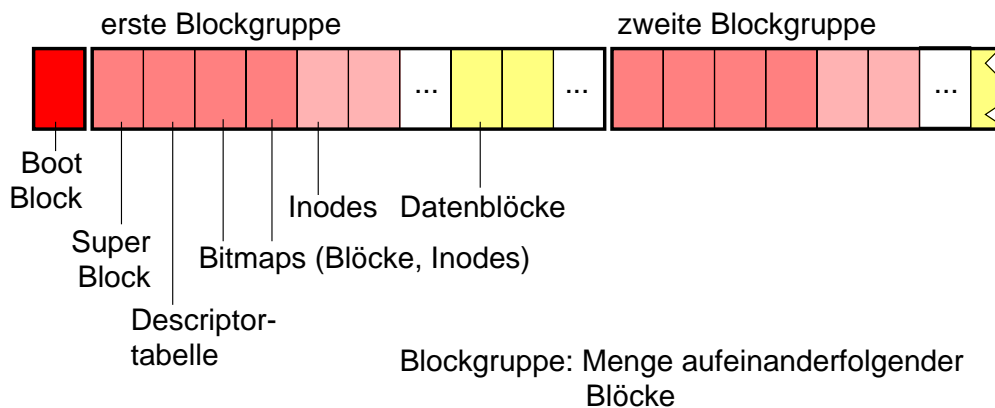 erste Blockgruppe
zweite Blockgruppe
...
...
...
Boot
Block
Inodes
Datenblöcke
Super
Block
Bitmaps (Blöcke, Inodes)
Descriptor-
tabelle
Blockgruppe: Menge aufeinanderfolgender
Blöcke